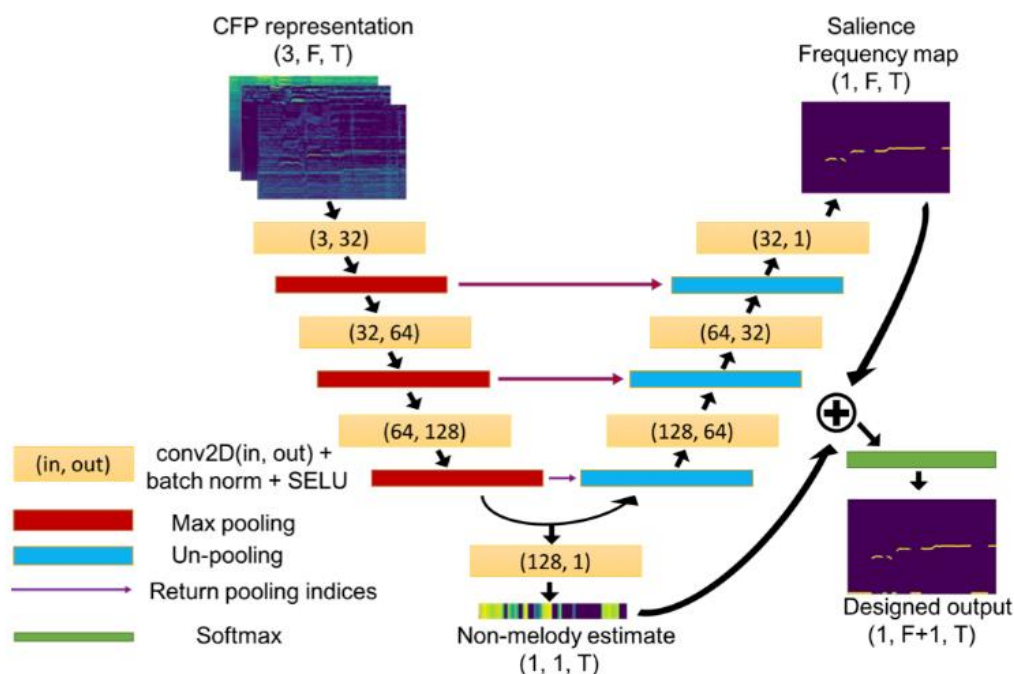 CFP representation
(3, F, T)
Salience
Frequency map
(1, F, T)
(3, 32)
(32, 1)
(32, 64)
(64, 32)
(64, 128)
(128, 64)
(in, out)
conv2D(in, out) +
batch norm + SELU
Max pooling
Un-pooling
Return pooling indices
Softmax
(128, 1)
Non-melody estimate
(1, 1, T)
Designed output
(1, F+1, T)